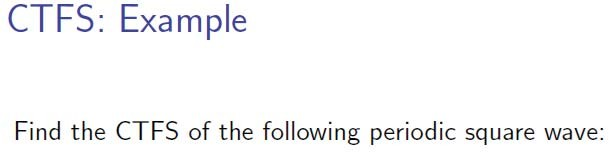 CTFS: Example
Find the CTFS of the following periodic square wave: